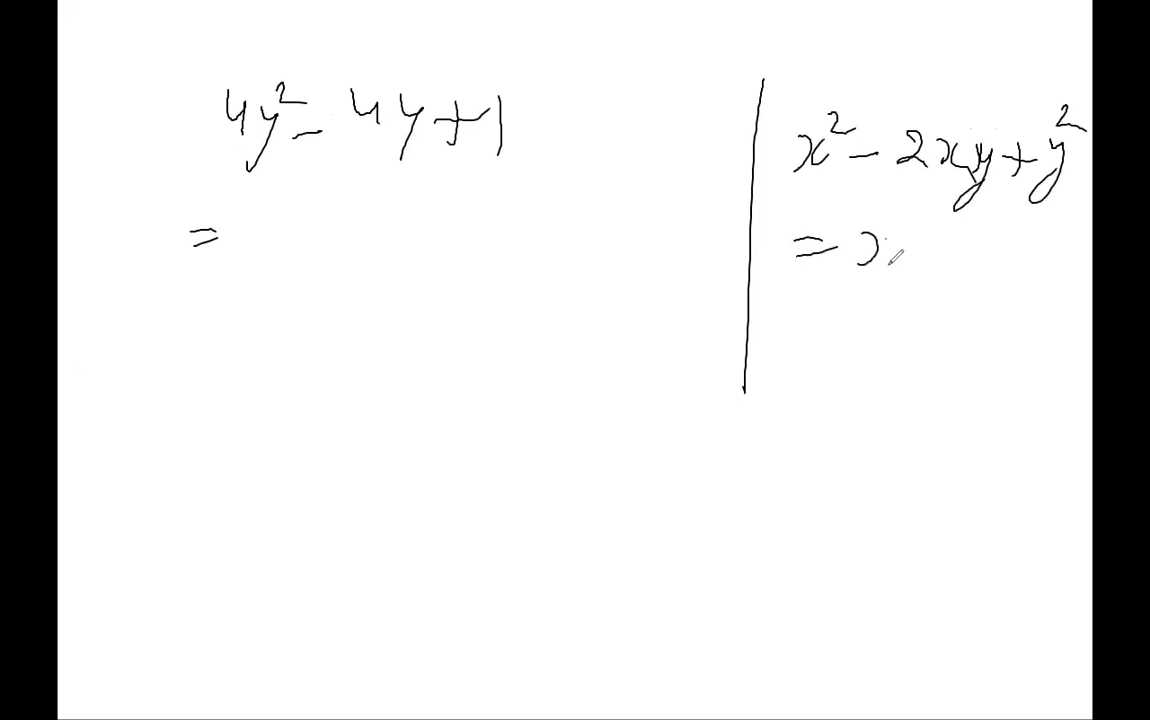 4y² - 4y + 1
=
x² - 2xy + y²
=